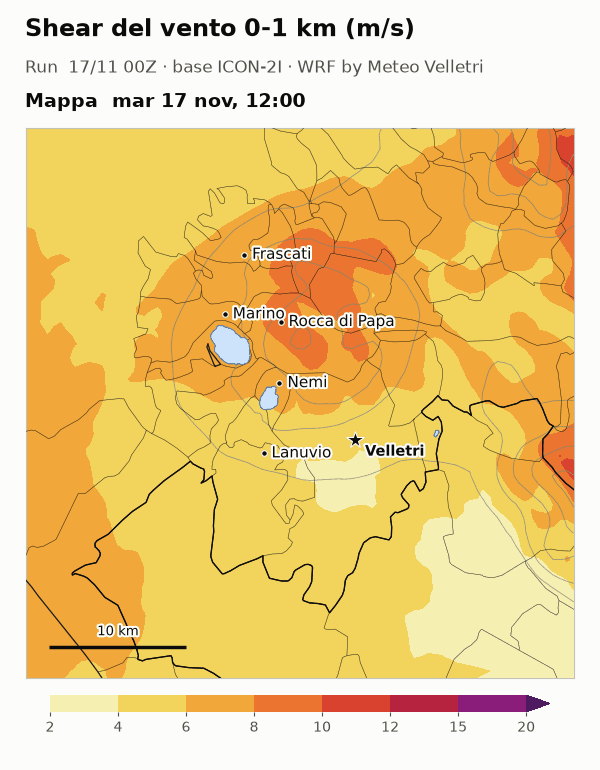 Shear del vento 0-1 km (m/s)
Run  17/11 00Z · base ICON-2I · WRF by Meteo Velletri
Mappa  mar 17 nov, 12:00
Frascati
Marino
Rocca di Papa
Nemi
Velletri
Lanuvio
10 km
2 4 6 8 10 12 15 20